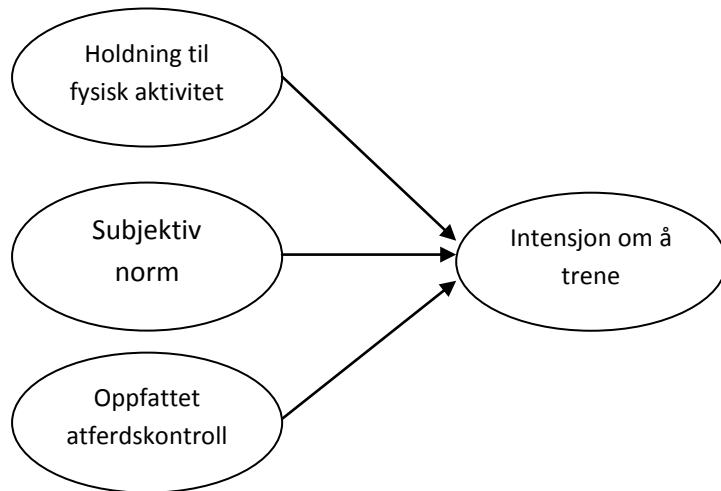 Holdning til
fysisk aktivitet
Subjektiv
norm
Intensjon om å
trene
Oppfattet
atferdskontroll